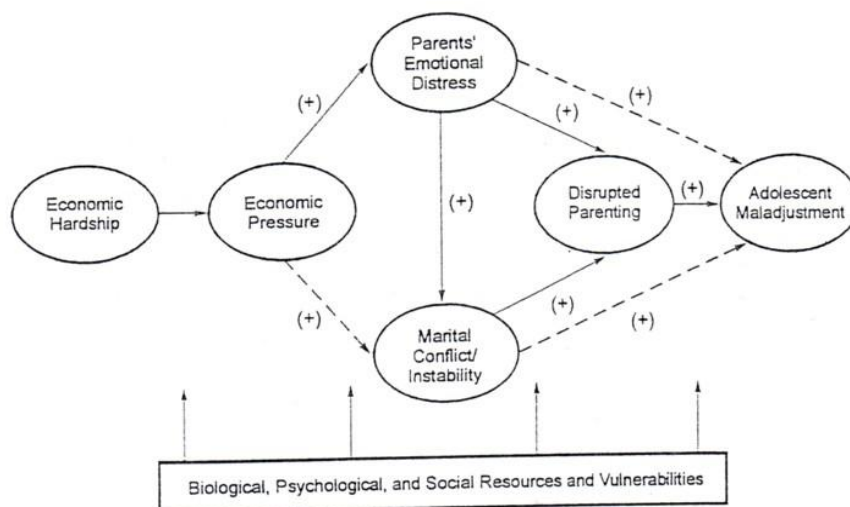 Parents'
Emotional
Distress
(+)
(+)
(+)
Economic
Hardship
Economic
Pressure
(+)
Disrupted
Parenting
(+)
Adolescent
Maladjustment
(+)
(+)
(+)
Marital
Conflict/
Instability
Biological, Psychological, and Social Resources and Vulnerabilities